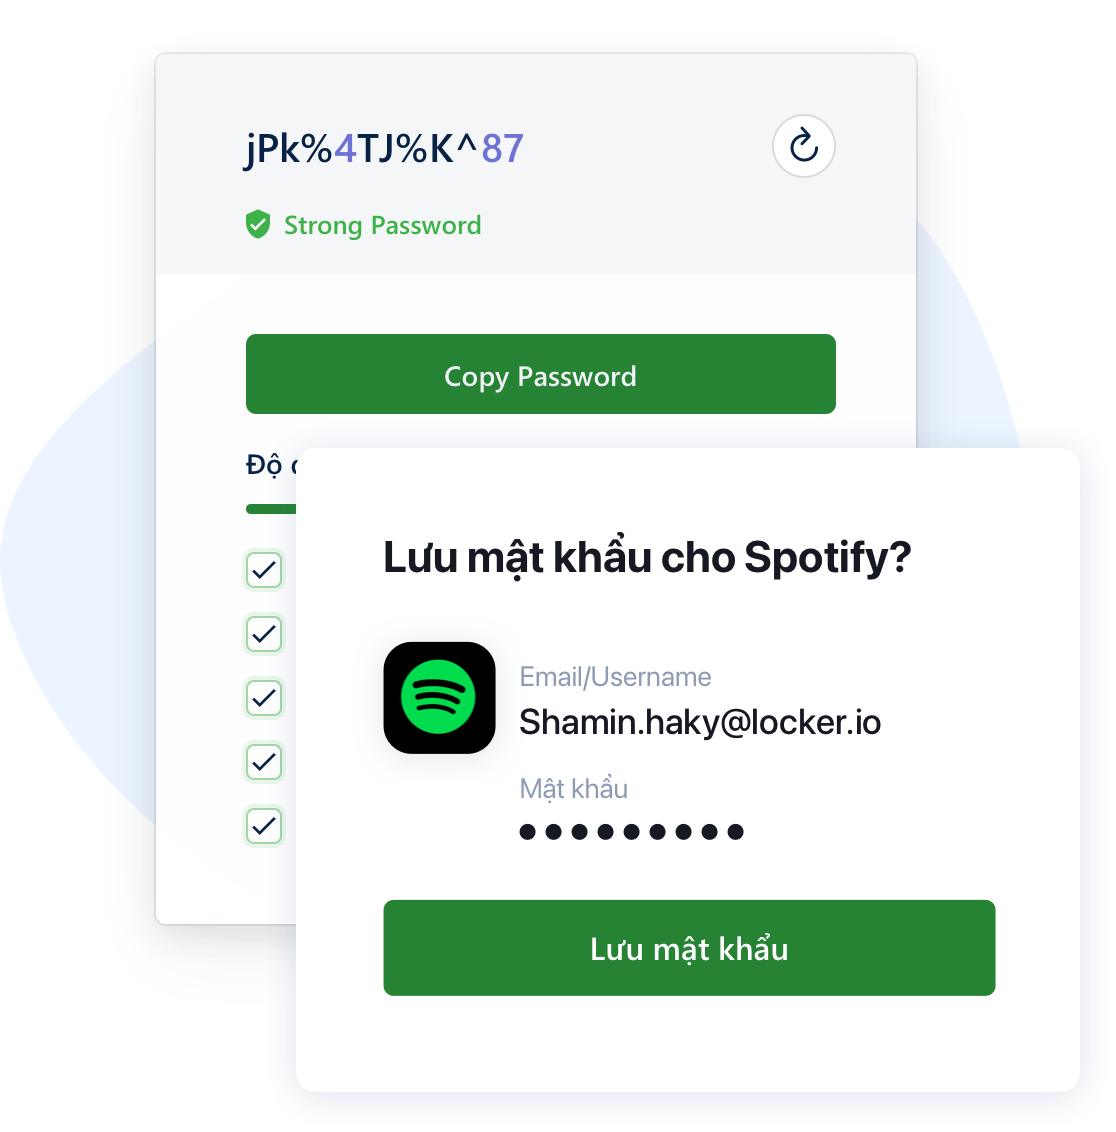 jPk%4TJ%K^87
Strong Password
Copy Password
Độ
Lưu mật khẩu cho Spotify?
Email/Username
Shamin.haky@locker.io
Mật khẩu
●●●●●●●●●
Lưu mật khẩu